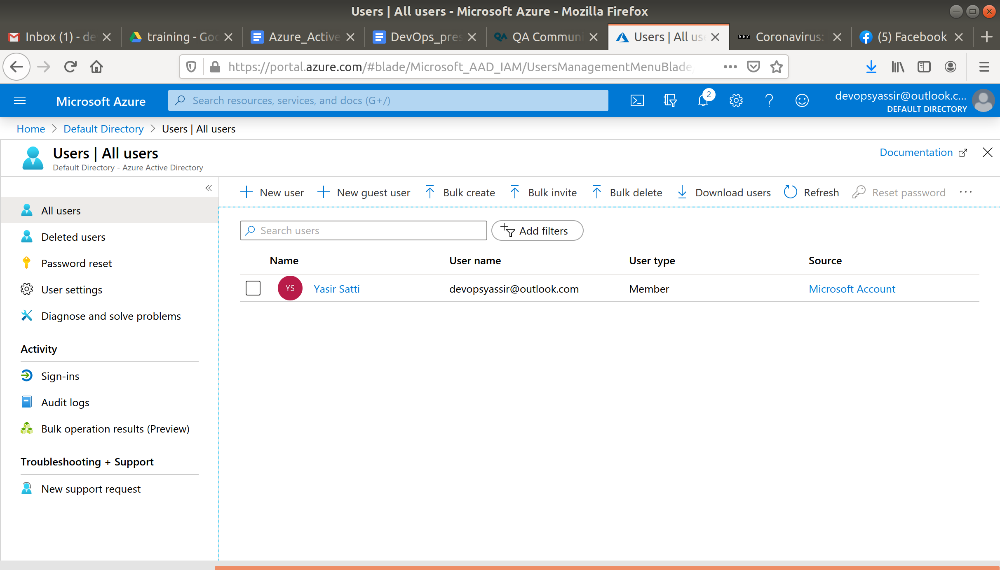 Users | All users - Microsoft Azure - Mozilla Firefox
Inbox (1) - de
training - Goo
Azure_Active
DevOps_pres
QA Communi
Users | All use
BBC Coronavirus:
(5) Facebook
https://portal.azure.com/#blade/Microsoft_AAD_IAM/UsersManagementMenuBlade/
Microsoft Azure
Search resources, services, and docs (G+/)
2
devopsyassir@outlook.c...
DEFAULT DIRECTORY
Home > Default Directory > Users | All users
Users | All users
Default Directory - Azure Active Directory
Documentation
All users
Deleted users
Password reset
User settings
Diagnose and solve problems
Activity
Sign-ins
Audit logs
Bulk operation results (Preview)
Troubleshooting + Support
New support request
New user
New guest user
Bulk create
Bulk invite
Bulk delete
Download users
Refresh
Reset password
Search users
Add filters
Name User name User type Source
YS Yasir Satti devopsyassir@outlook.com Member Microsoft Account